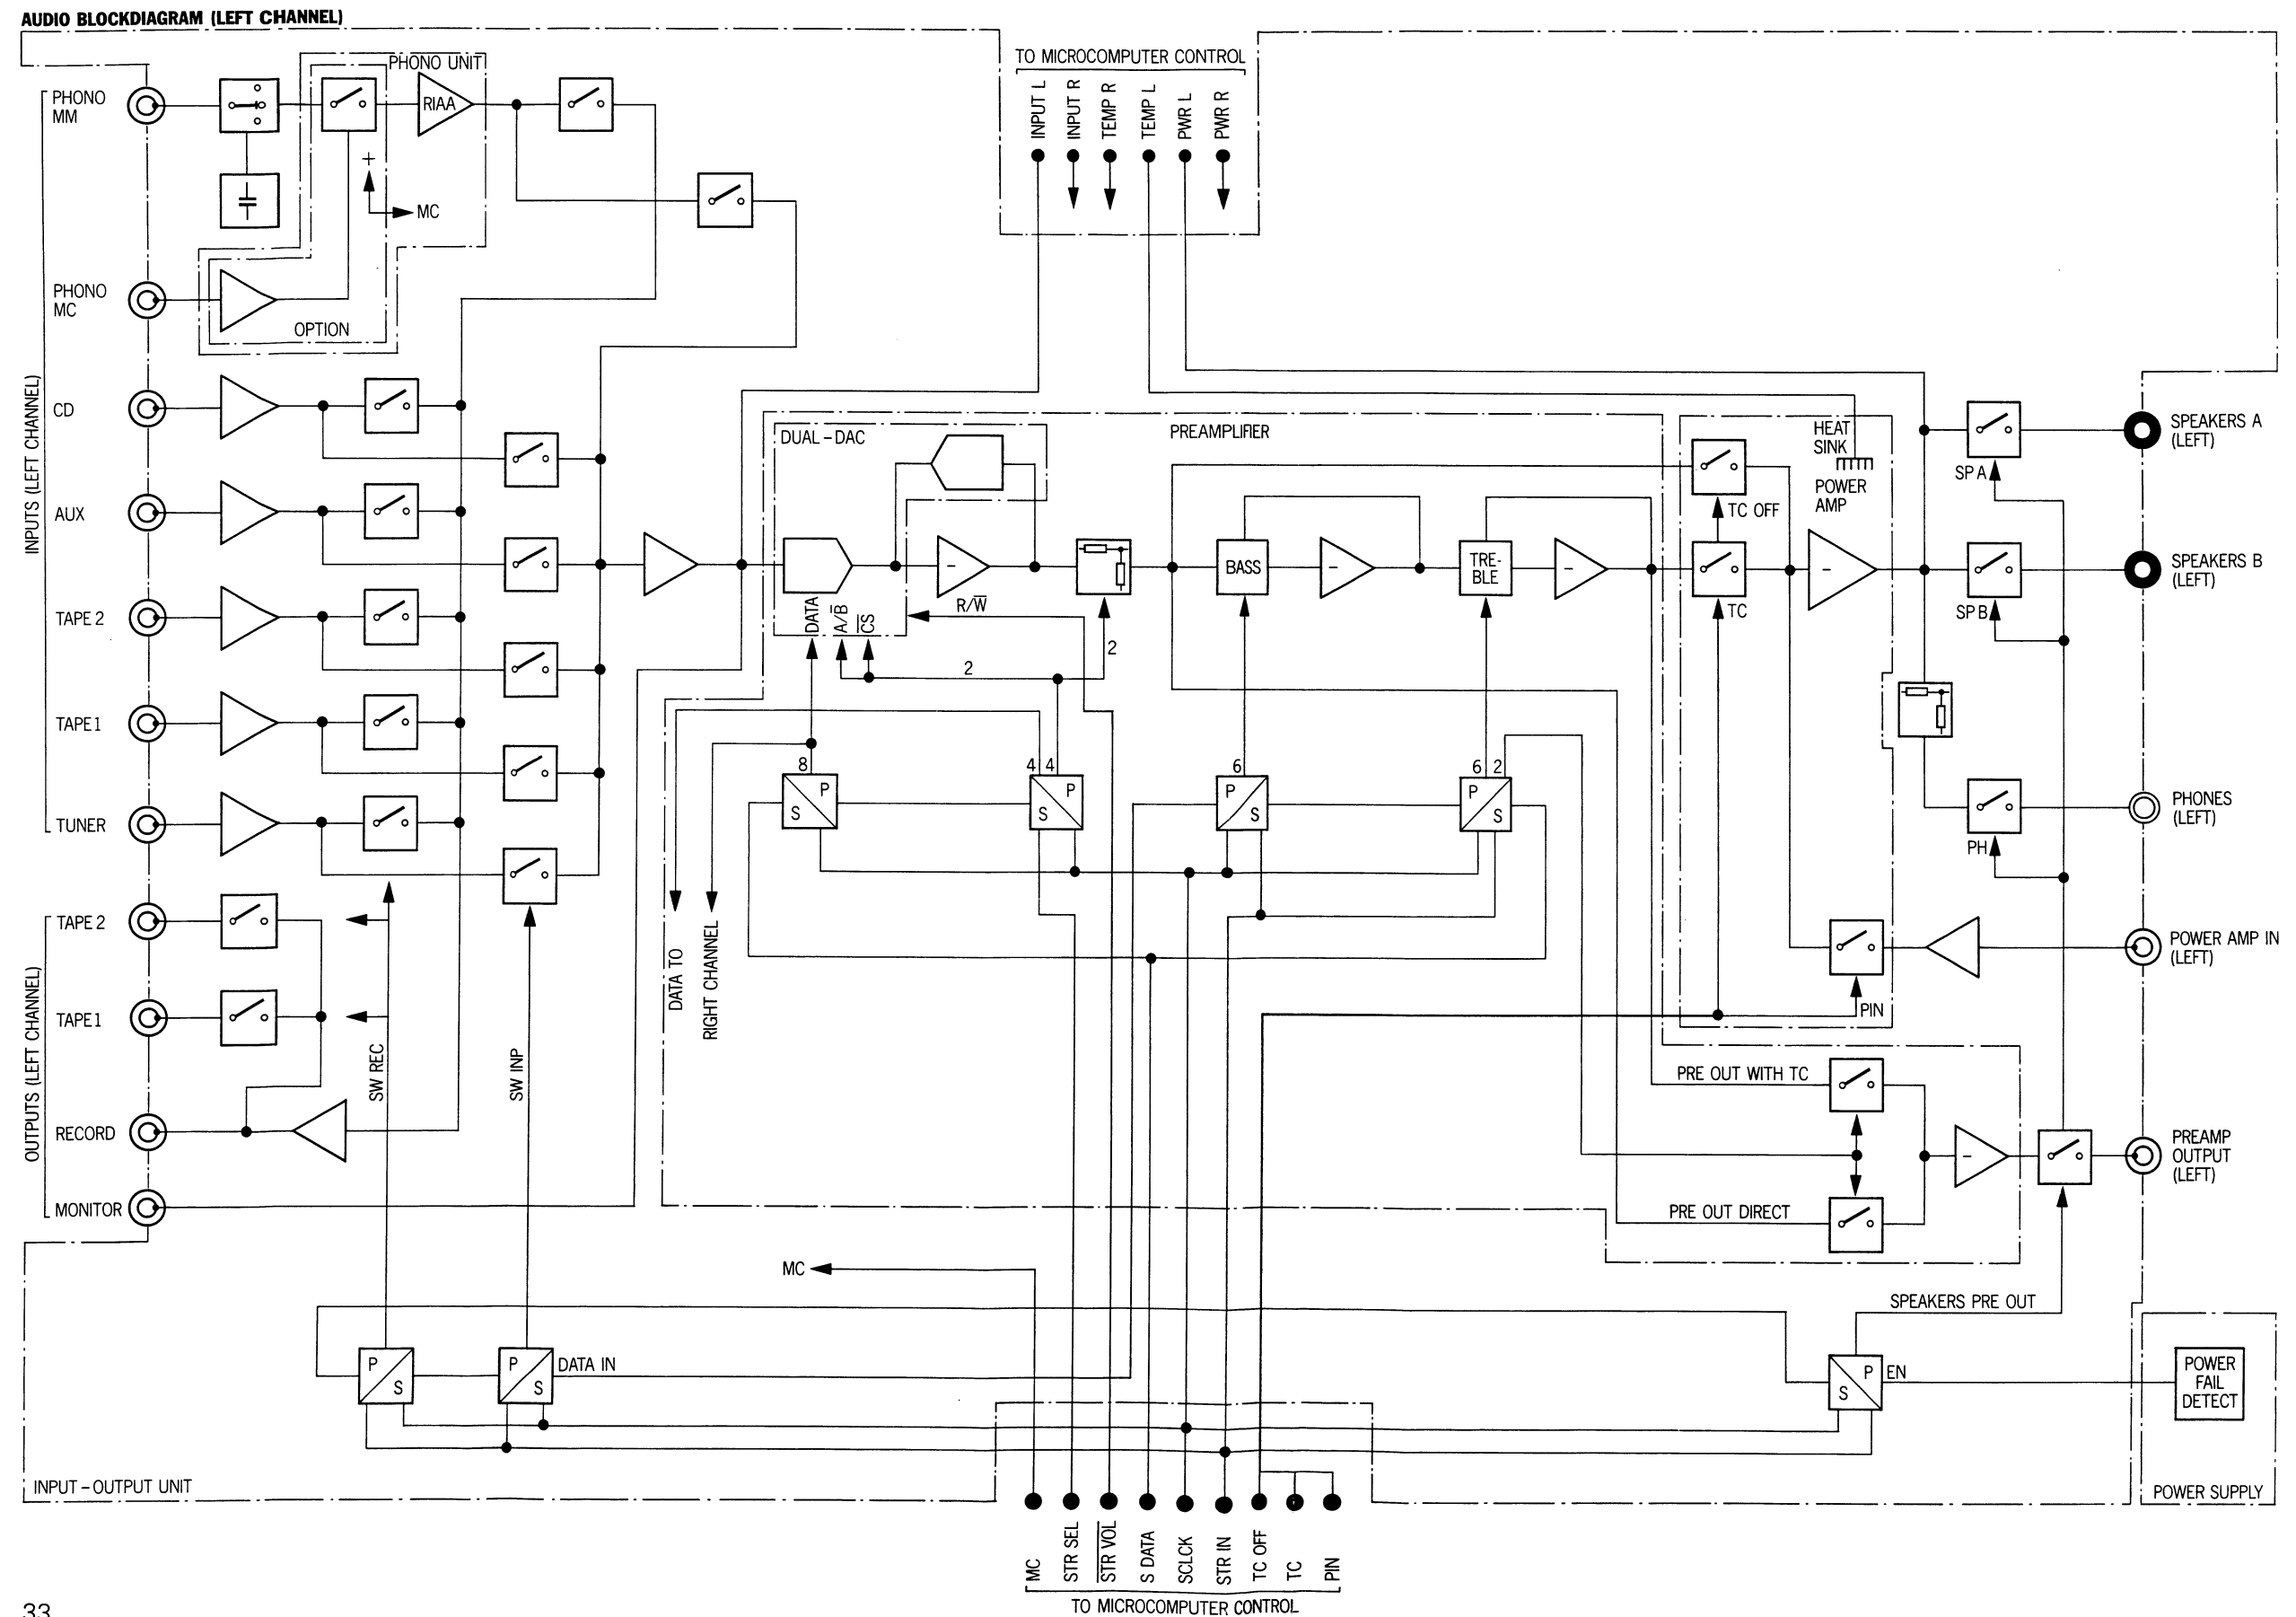 AUDIO BLOCKDIAGRAM (LEFT CHANNEL)
TO MICROCOMPUTER CONTROL
INPUT L
INPUT R
TEMP R
TEMP L
PWR L
PWR R
INPUTS (LEFT CHANNEL)
PHONO
MM
PHONO UNIT
RIAA
+
MC
PHONO
MC
OPTION
CD
AUX
TAPE 2
TAPE 1
TUNER
OUTPUTS (LEFT CHANNEL)
TAPE 2
TAPE 1
RECORD
MONITOR
SW REC
SW INP
DUAL – DAC
PREAMPLIFIER
DATA
A/B̅
C̅S̅
R/W̅
2
2
BASS
TRE-
BLE
-
-
-
HEAT
SINK
POWER
AMP
TC OFF
TC
-
SP A
SPEAKERS A
(LEFT)
SP B
SPEAKERS B
(LEFT)
PH
PHONES
(LEFT)
PIN
POWER AMP IN
(LEFT)
8
P
S
4 4
P
S
6
P
S
6 2
P
S
DATA TO
RIGHT CHANNEL
PRE OUT WITH TC
PRE OUT DIRECT
-
PREAMP
OUTPUT
(LEFT)
MC
SPEAKERS PRE OUT
P
S
P
S
DATA IN
P
S
EN
POWER
FAIL
DETECT
INPUT – OUTPUT UNIT
POWER SUPPLY
MC
STR SEL
S̅T̅R̅ V̅O̅L̅
S DATA
SCLCK
STR IN
TC OFF
TC
PIN
TO MICROCOMPUTER CONTROL
33